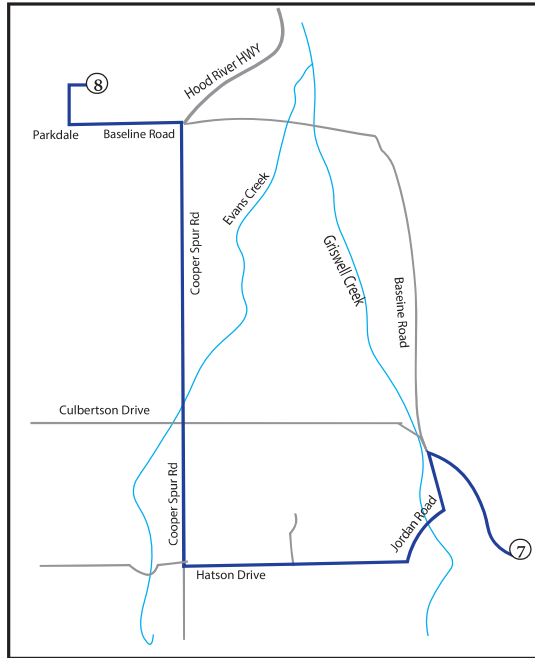 Hood River HWY
8
Parkdale
Baseline Road
Evans Creek
Cooper Spur Rd
Griswell Creek
Baseine Road
Culbertson Drive
Cooper Spur Rd
Jordan Road
7
Hatson Drive